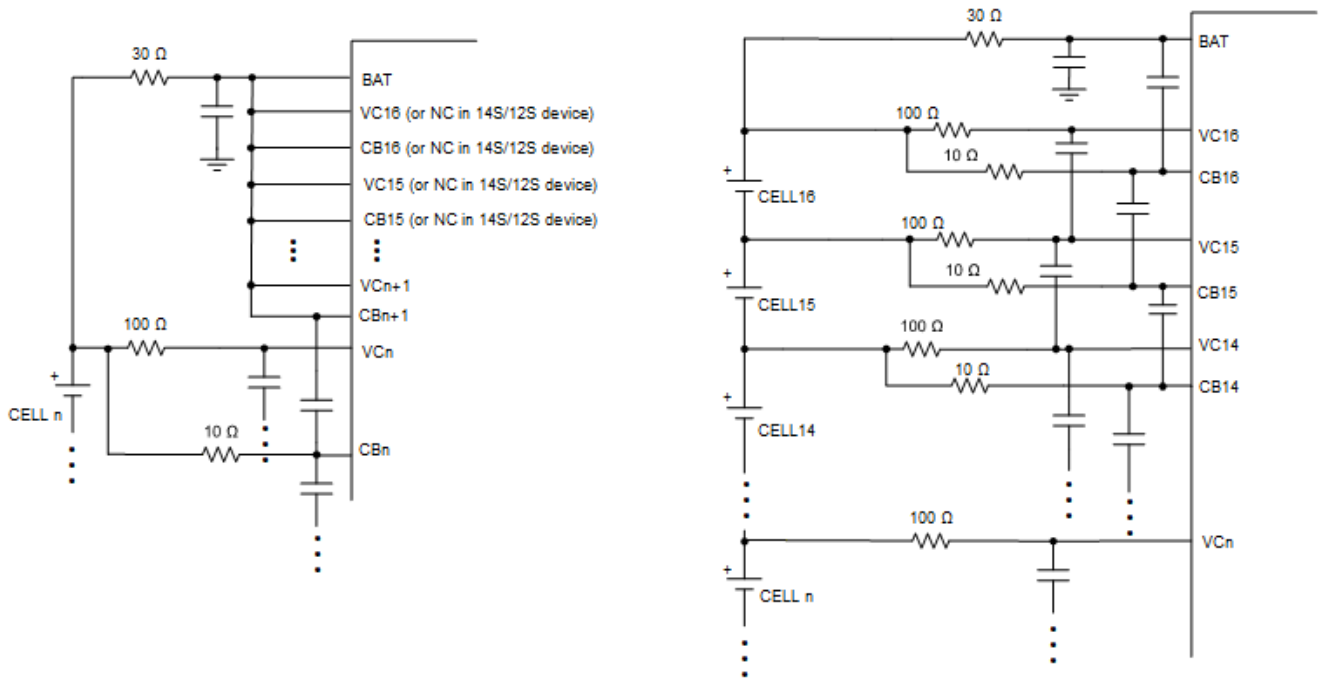 30 Ω
BAT
VC16 (or NC in 14S/12S device)
CB16 (or NC in 14S/12S device)
VC15 (or NC in 14S/12S device)
CB15 (or NC in 14S/12S device)
VCn+1
CBn+1
100 Ω
VCn
+
CELL n
10 Ω
CBn
30 Ω
BAT
100 Ω
VC16
10 Ω
CB16
+
CELL16
100 Ω
VC15
10 Ω
CB15
+
CELL15
100 Ω
VC14
10 Ω
CB14
+
CELL14
100 Ω
VCn
+
CELL n